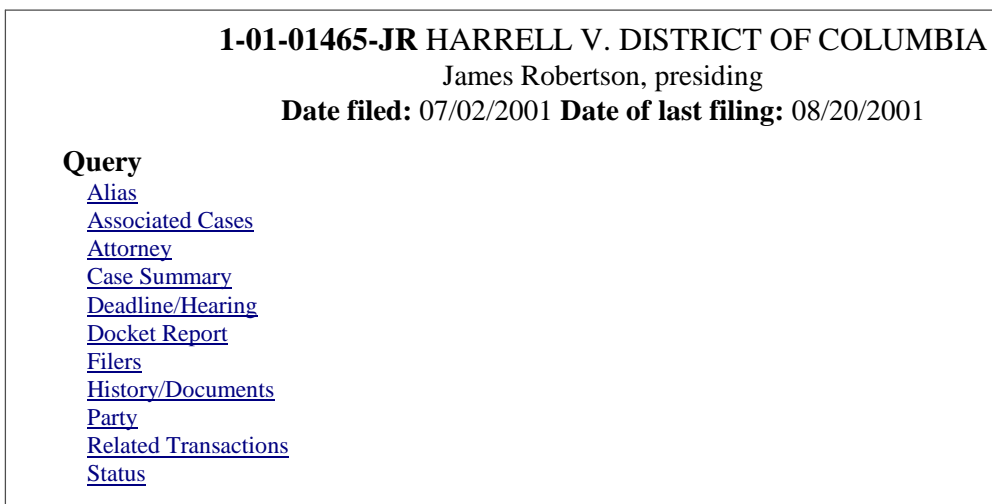 1-01-01465-JR HARRELL V. DISTRICT OF COLUMBIA
James Robertson, presiding
Date filed: 07/02/2001 Date of last filing: 08/20/2001
Query
Alias
Associated Cases
Attorney
Case Summary
Deadline/Hearing
Docket Report
Filers
History/Documents
Party
Related Transactions
Status